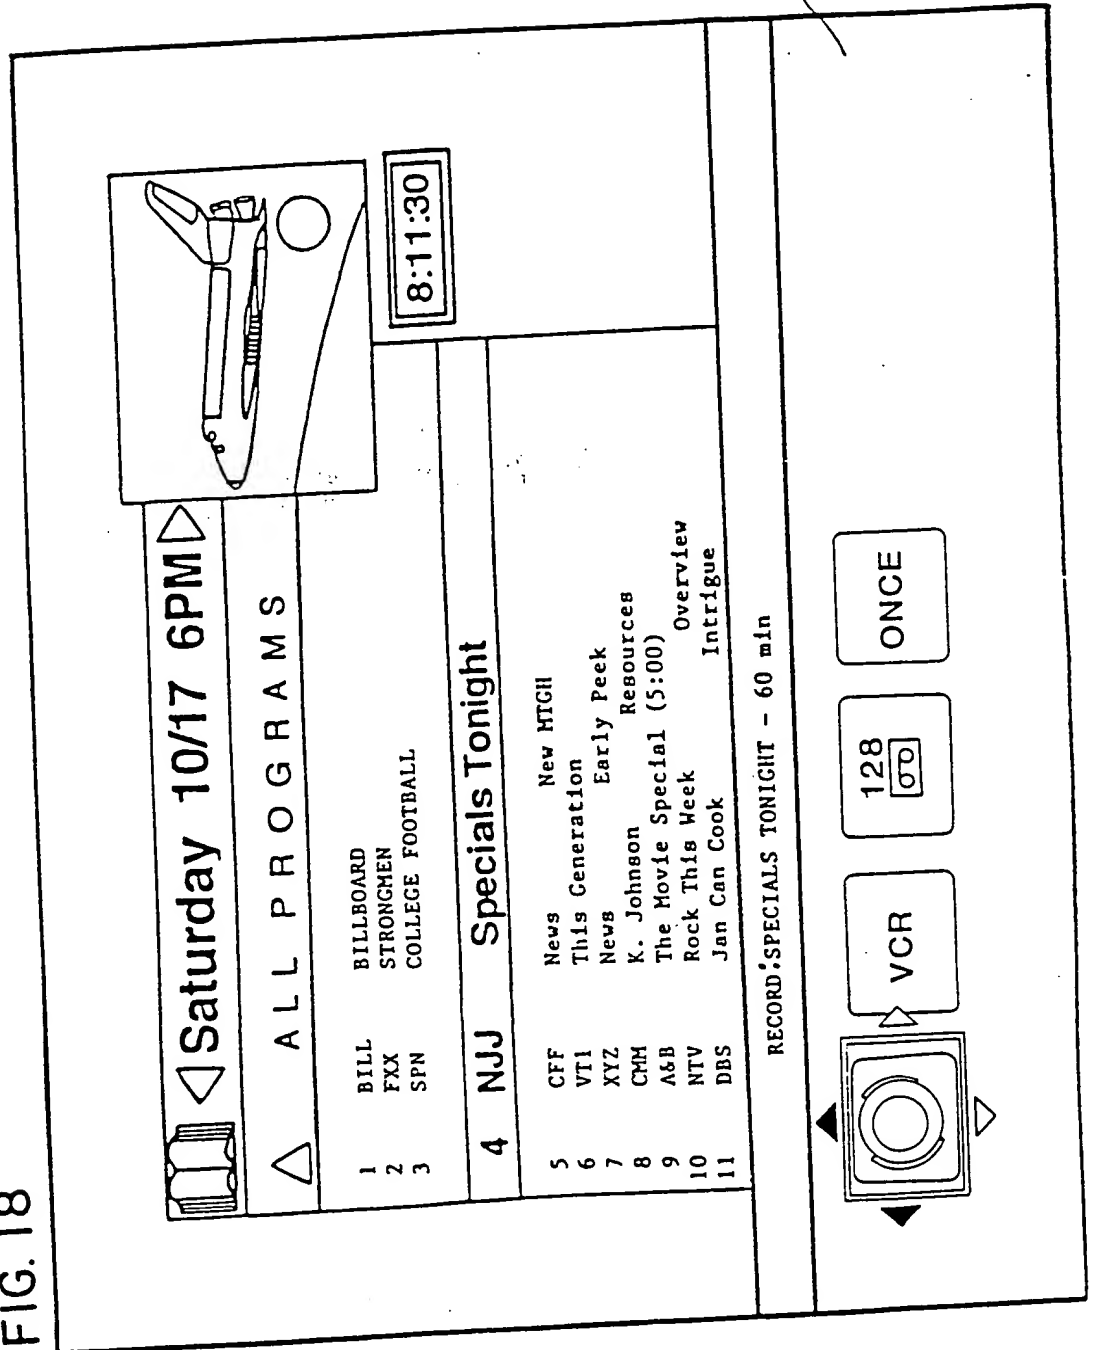 FIG. 18
Saturday 10/17 6PM
ALL PROGRAMS
8:11:30
1 BILL BILLBOARD
2 FXX STRONGMEN
3 SPN COLLEGE FOOTBALL
4 NJJ Specials Tonight
5 CFF News New MTGH
6 VT1 This Generation
7 XYZ News Early Peek
8 CMM K. Johnson Resources
9 A&B The Movie Special (5:00)
10 NTV Rock This Week Overview
11 DBS Jan Can Cook Intrigue
RECORD:SPECIALS TONIGHT - 60 min
VCR
128
ONCE